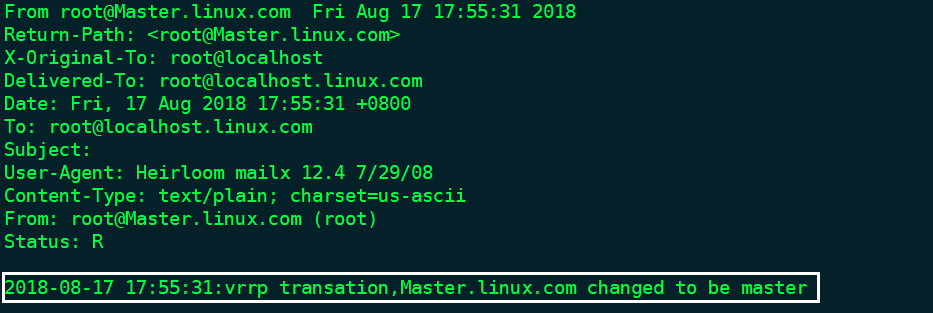 From root@Master.linux.com  Fri Aug 17 17:55:31 2018
Return-Path: <root@Master.linux.com>
X-Original-To: root@localhost
Delivered-To: root@localhost.linux.com
Date: Fri, 17 Aug 2018 17:55:31 +0800
To: root@localhost.linux.com
Subject:
User-Agent: Heirloom mailx 12.4 7/29/08
Content-Type: text/plain; charset=us-ascii
From: root@Master.linux.com (root)
Status: R
2018-08-17 17:55:31:vrrp transation,Master.linux.com changed to be master